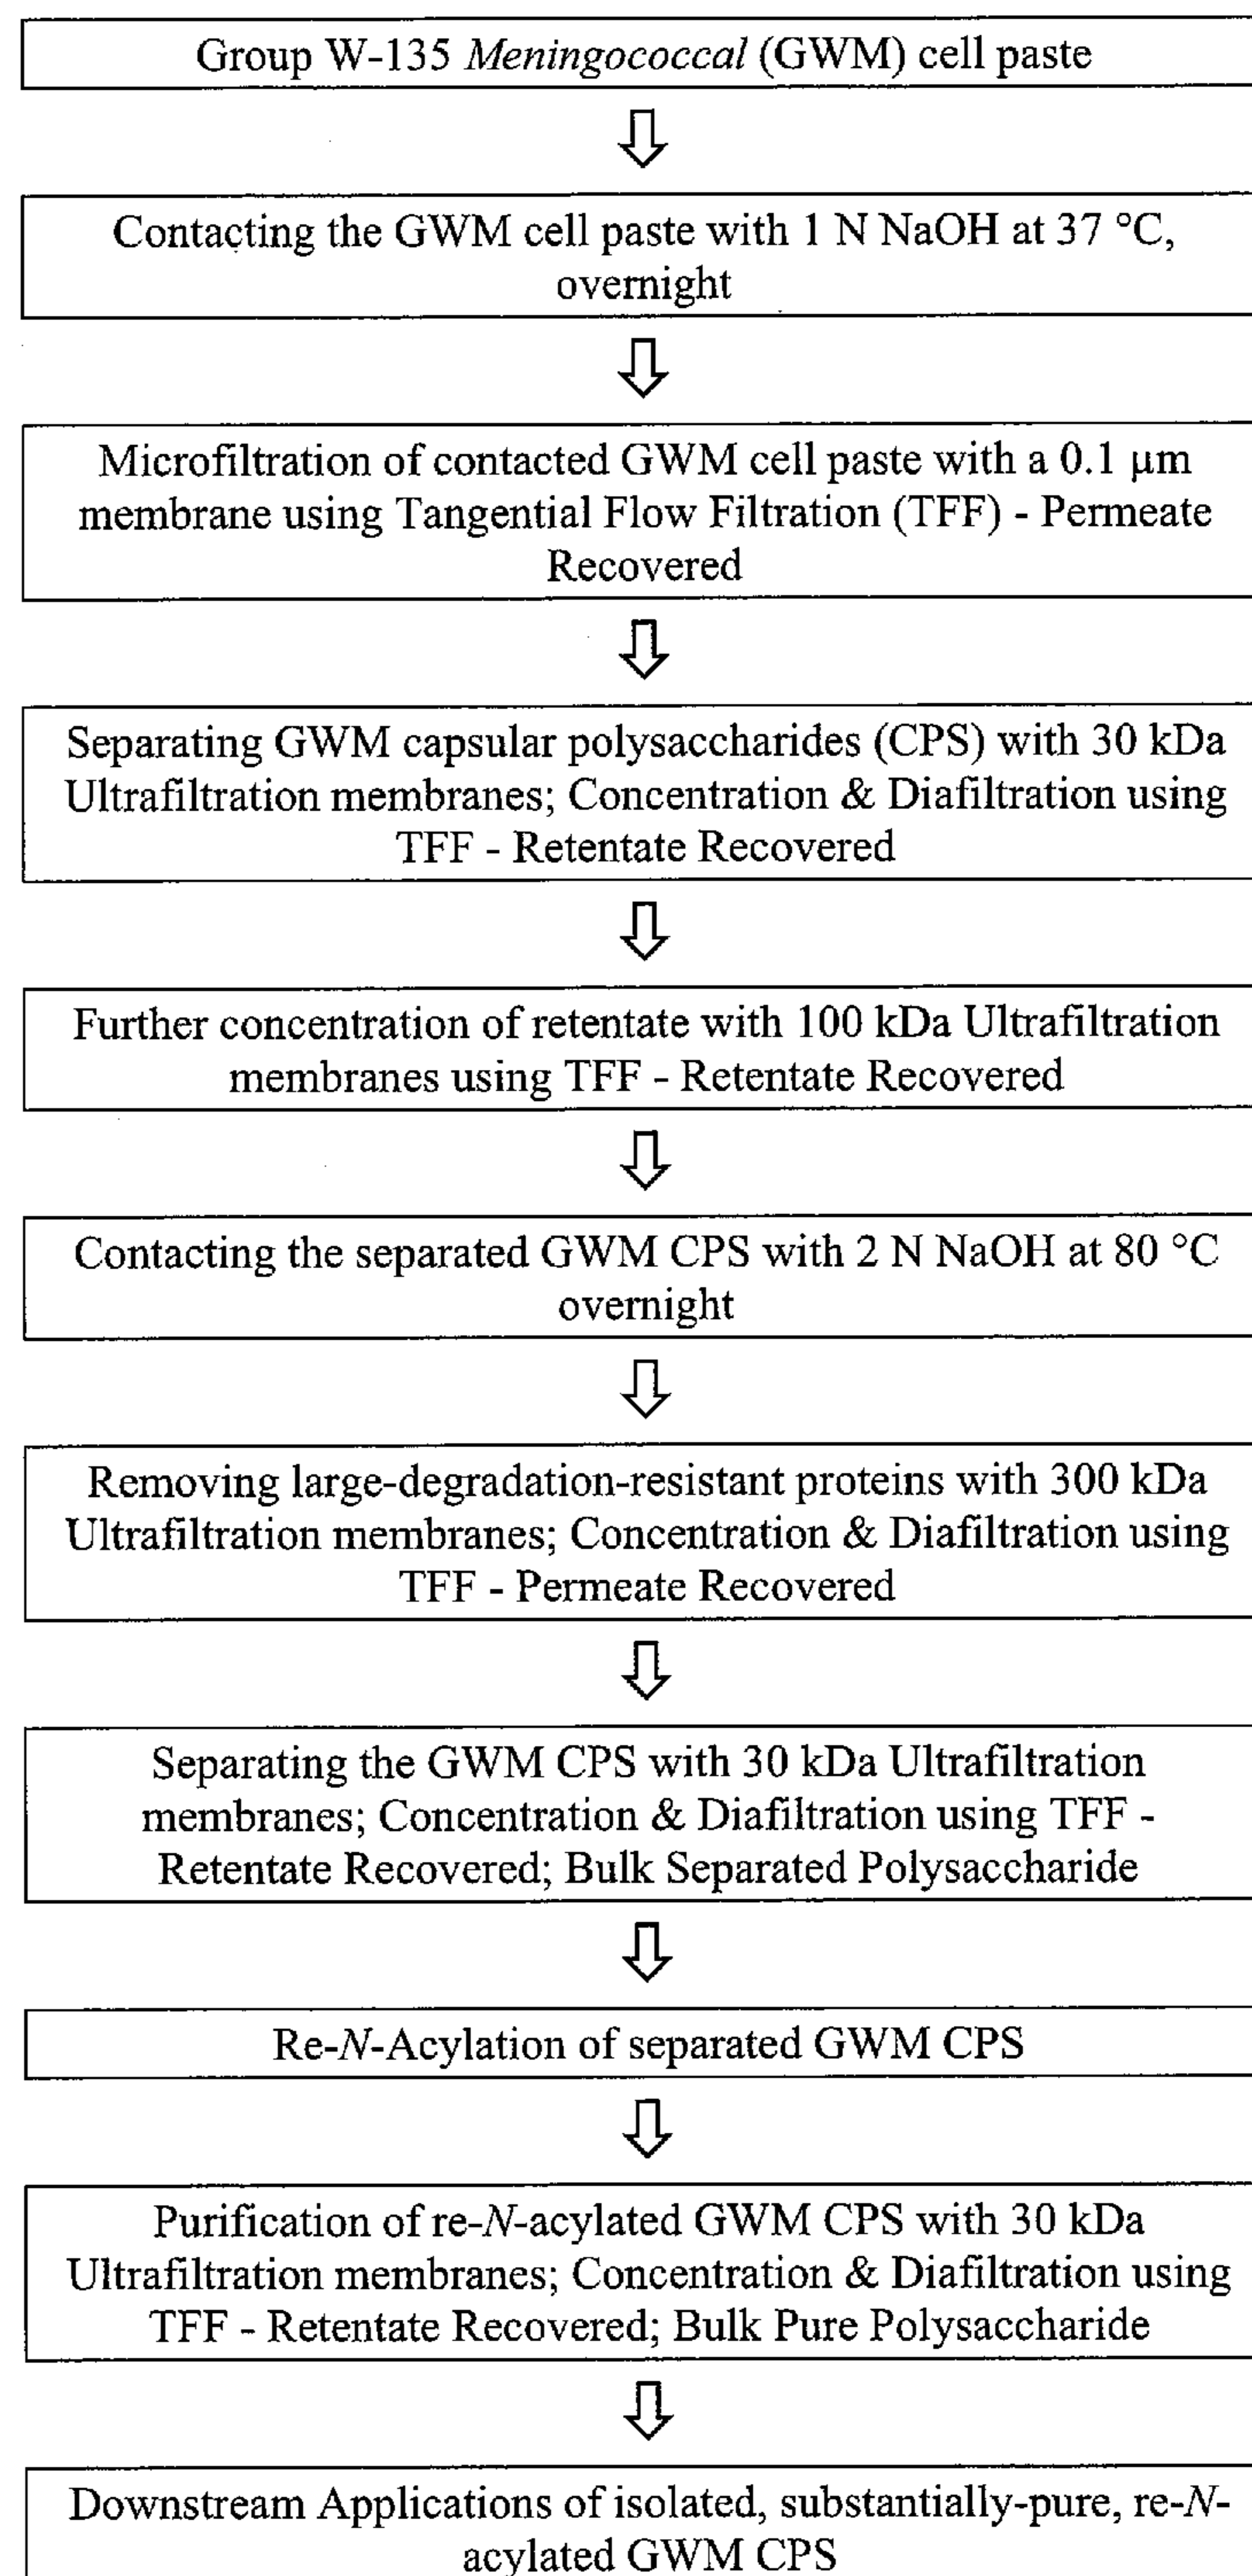 Group W-135 Meningococcal (GWM) cell paste
Contacting the GWM cell paste with 1 N NaOH at 37 °C,
overnight
Microfiltration of contacted GWM cell paste with a 0.1 µm
membrane using Tangential Flow Filtration (TFF) - Permeate
Recovered
Separating GWM capsular polysaccharides (CPS) with 30 kDa
Ultrafiltration membranes; Concentration & Diafiltration using
TFF - Retentate Recovered
Further concentration of retentate with 100 kDa Ultrafiltration
membranes using TFF - Retentate Recovered
Contacting the separated GWM CPS with 2 N NaOH at 80 °C
overnight
Removing large-degradation-resistant proteins with 300 kDa
Ultrafiltration membranes; Concentration & Diafiltration using
TFF - Permeate Recovered
Separating the GWM CPS with 30 kDa Ultrafiltration
membranes; Concentration & Diafiltration using TFF -
Retentate Recovered; Bulk Separated Polysaccharide
Re-N-Acylation of separated GWM CPS
Purification of re-N-acylated GWM CPS with 30 kDa
Ultrafiltration membranes; Concentration & Diafiltration using
TFF - Retentate Recovered; Bulk Pure Polysaccharide
Downstream Applications of isolated, substantially-pure, re-N-
acylated GWM CPS